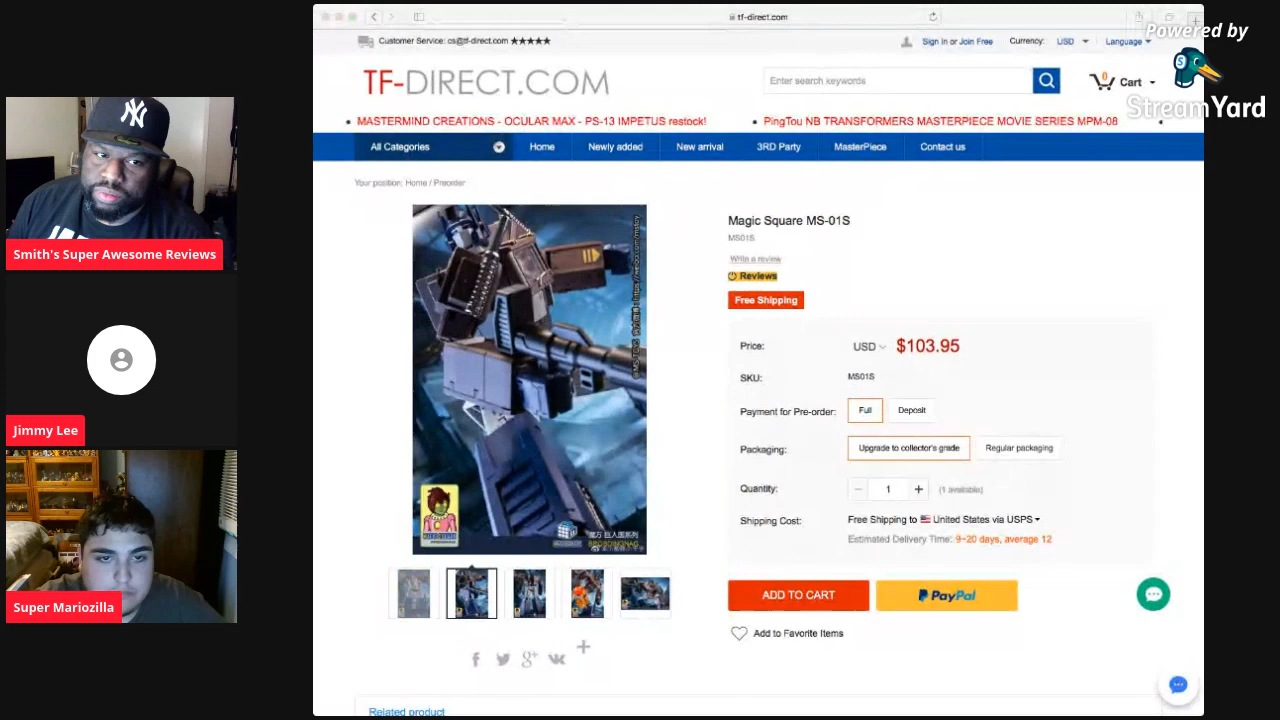 tf-direct.com
Powered by
StreamYard
Customer Service: cs@tf-direct.com ★★★★★
Sign in or Join Free
Currency: USD
Language
TF-DIRECT.COM
Enter search keywords
0
Cart
• MASTERMIND CREATIONS - OCULAR MAX - PS-13 IMPETUS restock!
• PingTou NB TRANSFORMERS MASTERPIECE MOVIE SERIES MPM-08
All Categories
Home
Newly added
New arrival
3RD Party
MasterPiece
Contact us
Your position: Home / Preorder
Smith's Super Awesome Reviews
Jimmy Lee
Super Mariozilla
Magic Square MS-01S
MS01S
Write a review
Reviews
Free Shipping
Price: USD $103.95
SKU: MS01S
Payment for Pre-order: Full Deposit
Packaging: Upgrade to collector's grade Regular packaging
Quantity: − 1 + (1 available)
Shipping Cost: Free Shipping to United States via USPS
Estimated Delivery Time: 9~20 days, average 12
ADD TO CART
PayPal
Add to Favorite Items
Related product